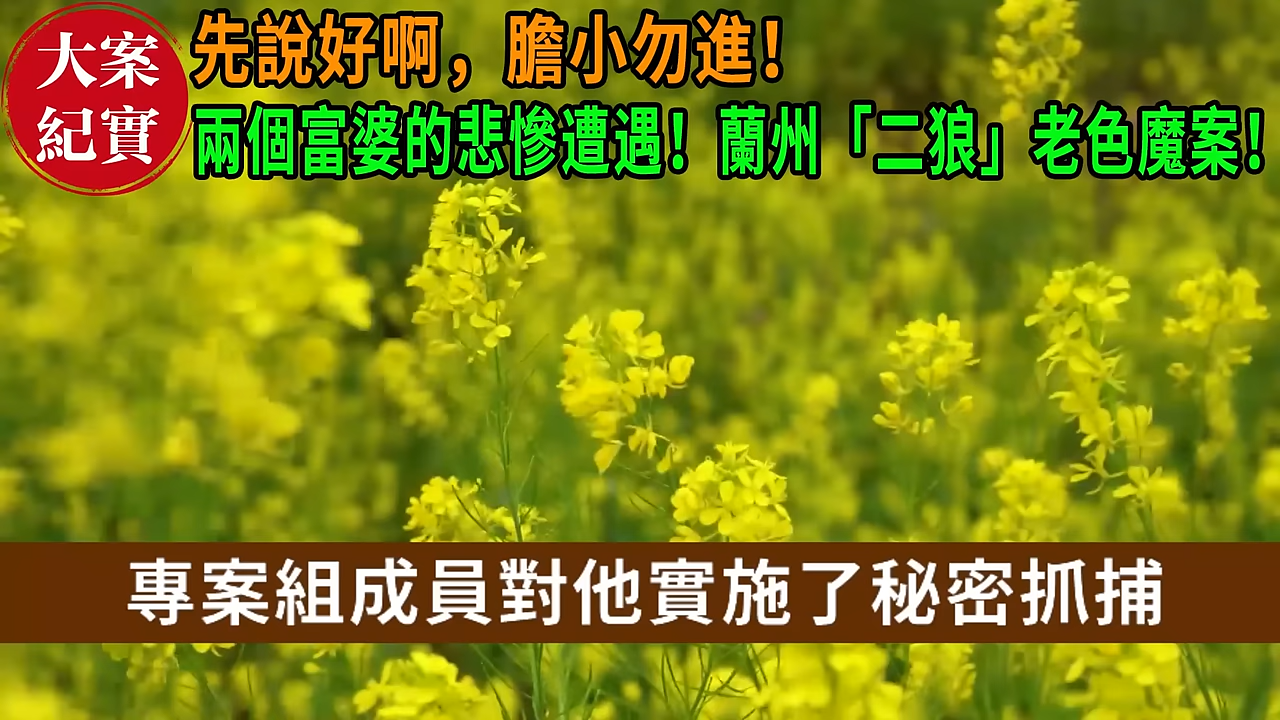 大案
紀實
先說好啊，膽小勿進！
兩個富婆的悲慘遭遇！蘭州「二狼」老色魔案！
專案組成員對他實施了秘密抓捕